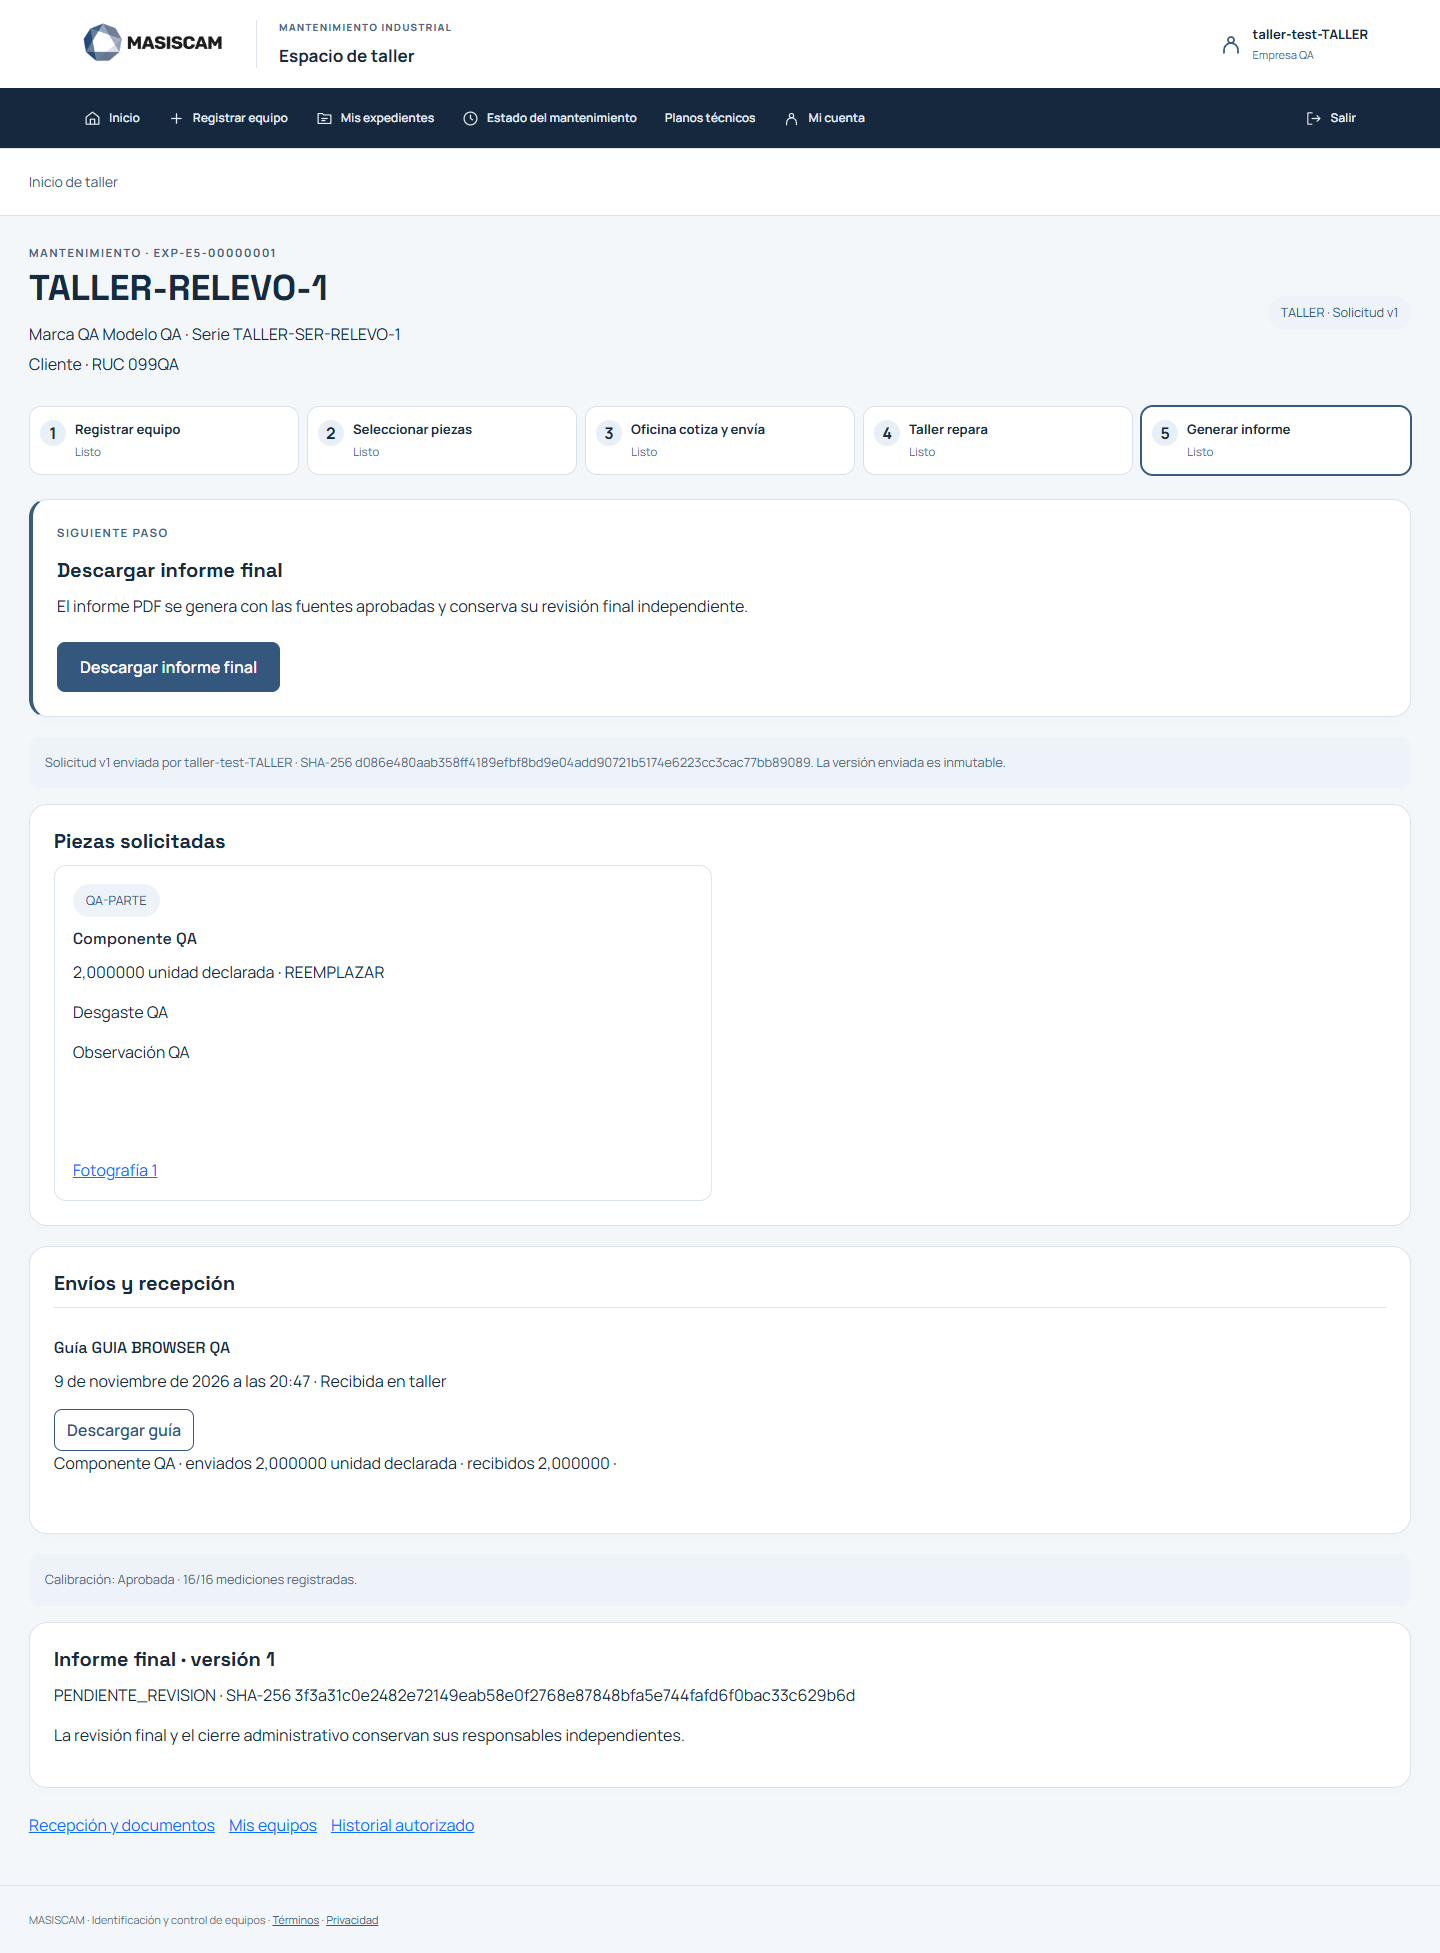 MASISCAM
MANTENIMIENTO INDUSTRIAL
Espacio de taller
taller-test-TALLER
Empresa QA
Inicio
Registrar equipo
Mis expedientes
Estado del mantenimiento
Planos técnicos
Mi cuenta
Salir
Inicio de taller
MANTENIMIENTO · EXP-E5-00000001
TALLER-RELEVO-1
Marca QA Modelo QA · Serie TALLER-SER-RELEVO-1
Cliente · RUC 099QA
TALLER · Solicitud v1
1 Registrar equipo
Listo
2 Seleccionar piezas
Listo
3 Oficina cotiza y envía
Listo
4 Taller repara
Listo
5 Generar informe
Listo
SIGUIENTE PASO
Descargar informe final
El informe PDF se genera con las fuentes aprobadas y conserva su revisión final independiente.
Descargar informe final
Solicitud v1 enviada por taller-test-TALLER · SHA-256 d086e480aab358ff4189efbf8bd9e04add90721b5174e6223cc3cac77bb89089. La versión enviada es inmutable.
Piezas solicitadas
QA-PARTE
Componente QA
2,000000 unidad declarada · REEMPLAZAR
Desgaste QA
Observación QA
Fotografía 1
Envíos y recepción
Guía GUIA BROWSER QA
9 de noviembre de 2026 a las 20:47 · Recibida en taller
Descargar guía
Componente QA · enviados 2,000000 unidad declarada · recibidos 2,000000 ·
Calibración: Aprobada · 16/16 mediciones registradas.
Informe final · versión 1
PENDIENTE_REVISION · SHA-256 3f3a31c0e2482e72149eab58e0f2768e87848bfa5e744fafd6f0bac33c629b6d
La revisión final y el cierre administrativo conservan sus responsables independientes.
Recepción y documentos Mis equipos Historial autorizado
MASISCAM · Identificación y control de equipos · Términos · Privacidad